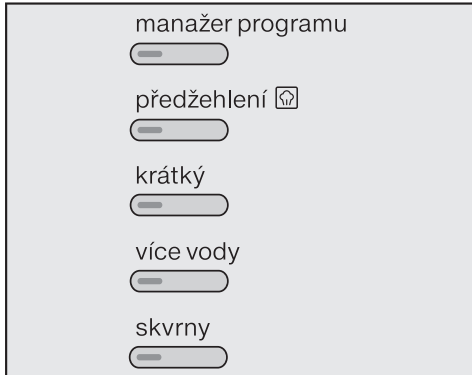 manažer programu
předžehlení
krátký
více vody
skvrny